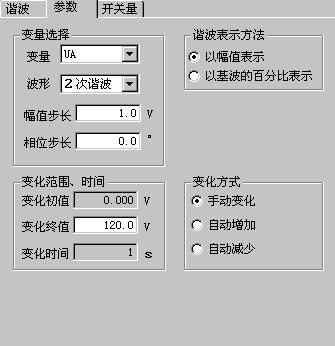 谐波 参数 开关量
变量选择
变量 UA
波形 2次谐波
幅值步长 1.0 V
相位步长 0.0 °
谐波表示方法
以幅值表示
以基波的百分比表示
变化范围、时间
变化初值 0.000 V
变化终值 120.0 V
变化时间 1 s
变化方式
手动变化
自动增加
自动减少